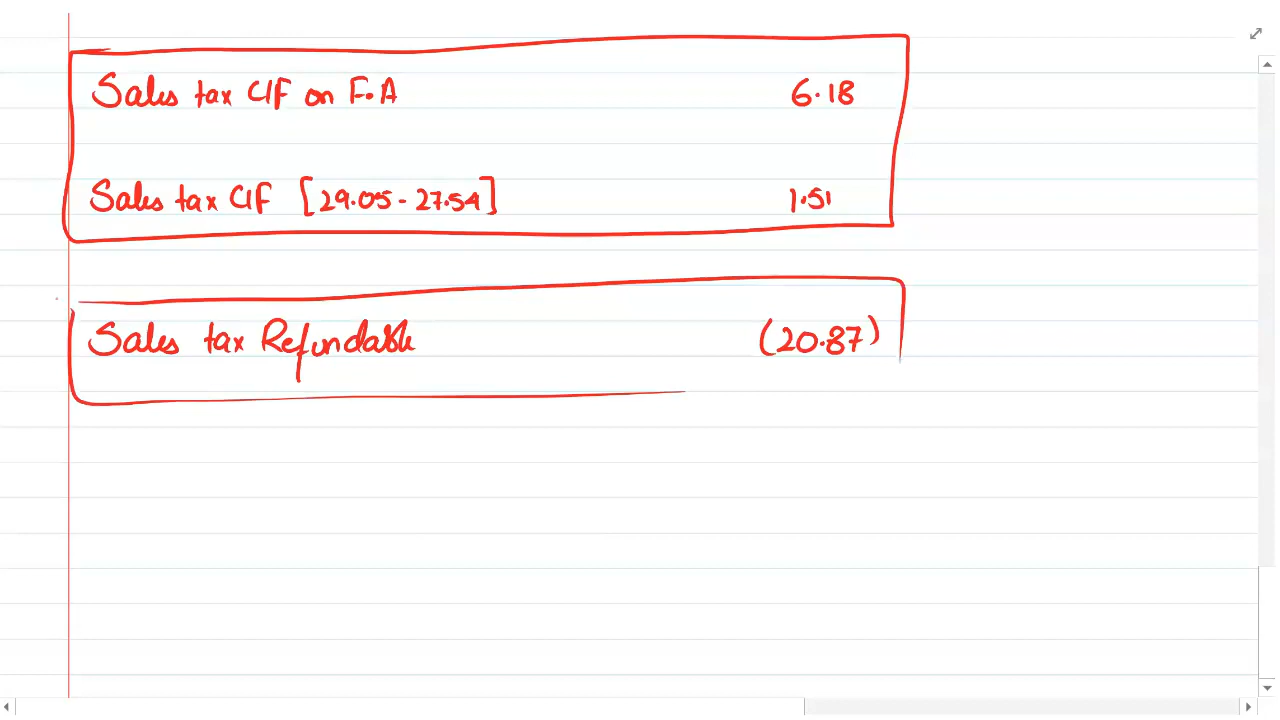 Sales tax C/F on F.A 6.18
Sales tax C/F [29.05 - 27.54] 1.51
Sales tax Refundable (20.87)